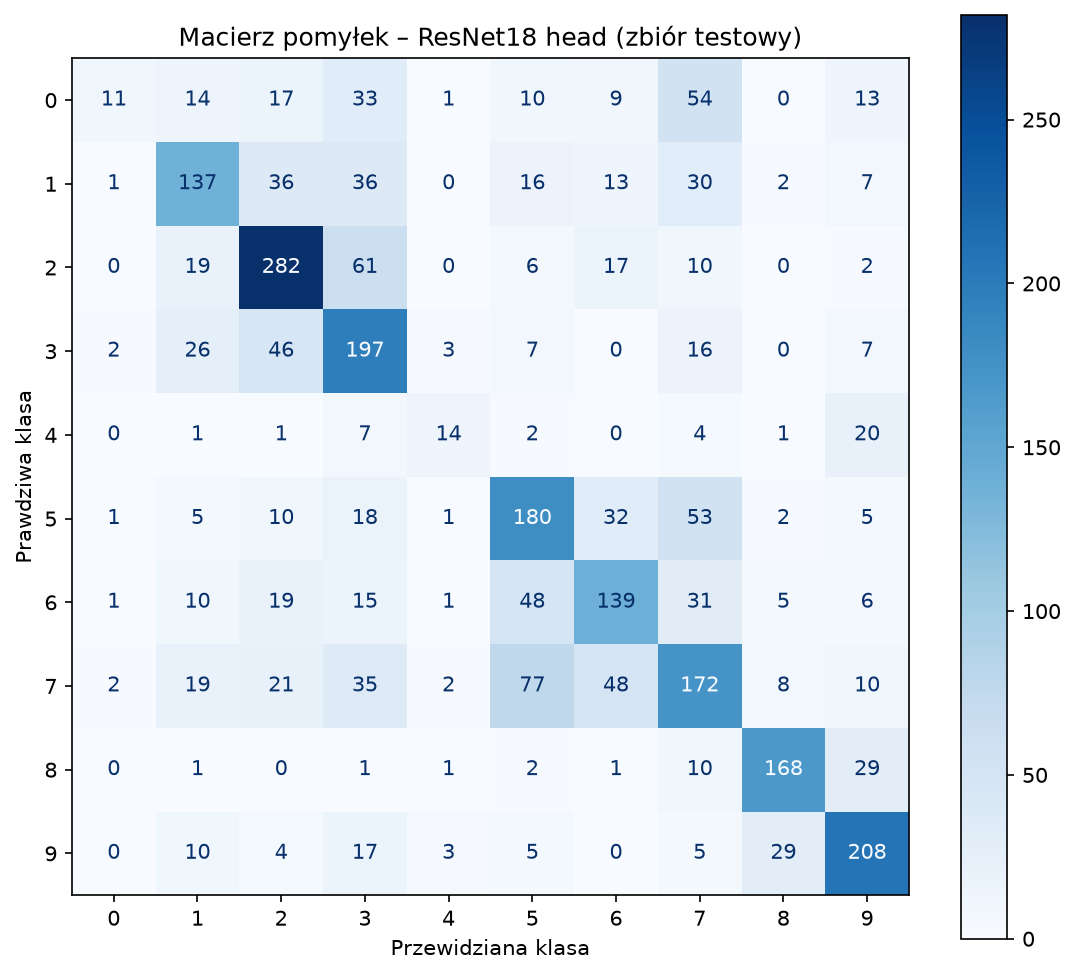 Macierz pomyłek – ResNet18 head (zbiór testowy)
0 11 14 17 33 1 10 9 54 0 13
1 1 137 36 36 0 16 13 30 2 7
2 0 19 282 61 0 6 17 10 0 2
3 2 26 46 197 3 7 0 16 0 7
4 0 1 1 7 14 2 0 4 1 20
5 1 5 10 18 1 180 32 53 2 5
6 1 10 19 15 1 48 139 31 5 6
7 2 19 21 35 2 77 48 172 8 10
8 0 1 0 1 1 2 1 10 168 29
9 0 10 4 17 3 5 0 5 29 208
0 1 2 3 4 5 6 7 8 9
Przewidziana klasa
Prawdziwa klasa
250
200
150
100
50
0